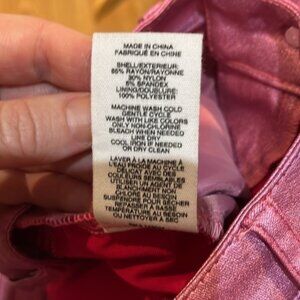 MADE IN CHINA
FABRIQUÉ EN CHINE
SHELL/EXTERIEUR:
65% RAYON/RAYONNE
30% NYLON
5% SPANDEX
LINING/DOUBLURE:
100% POLYESTER
MACHINE WASH COLD
GENTLE CYCLE
WASH WITH LIKE COLORS
ONLY NON-CHLORINE
BLEACH WHEN NEEDED
LINE DRY
COOL IRON IF NEEDED
OR DRY CLEAN
LAVER À LA MACHINE À
L'EAU FROIDE AU CYCLE
DÉLICAT AVEC DES
COULEURS SEMBLABLES
UTILISER UN AGENT DE
BLANCHIMENT NON
CHLORÉ AU BESOIN
SUSPENDRE POUR SÉCHER
REPASSER À BASSE
TEMPÉRATURE AU BESOIN
OU NETTOYER À SEC